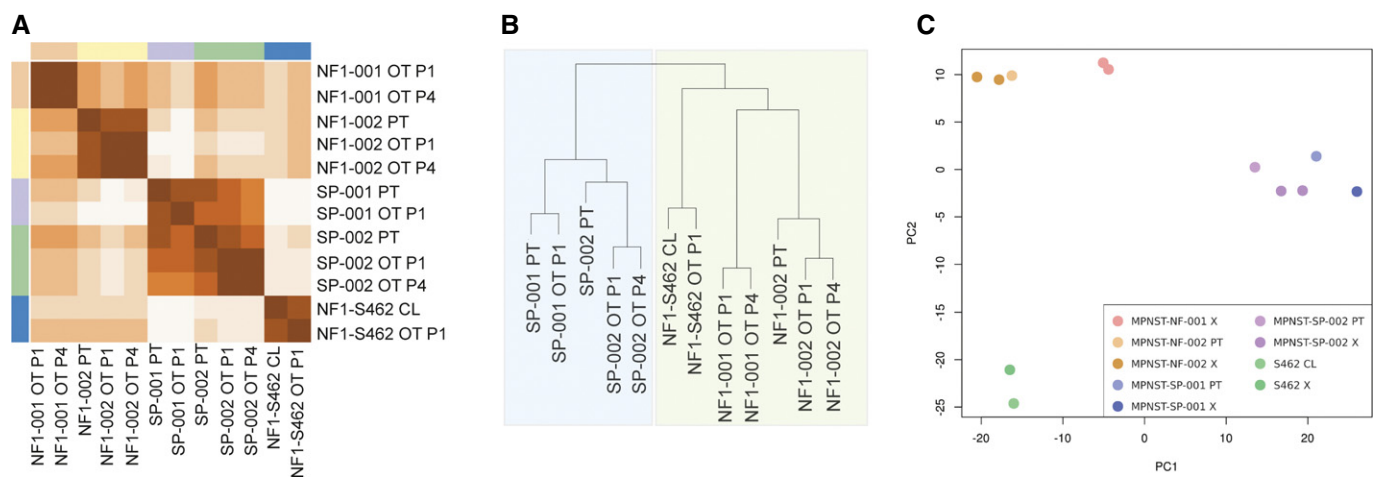 A
NF1-001 OT P1
NF1-001 OT P4
NF1-002 PT
NF1-002 OT P1
NF1-002 OT P4
SP-001 PT
SP-001 OT P1
SP-002 PT
SP-002 OT P1
SP-002 OT P4
NF1-S462 CL
NF1-S462 OT P1
NF1-001 OT P1
NF1-001 OT P4
NF1-002 PT
NF1-002 OT P1
NF1-002 OT P4
SP-001 PT
SP-001 OT P1
SP-002 PT
SP-002 OT P1
SP-002 OT P4
NF1-S462 CL
NF1-S462 OT P1
B
SP-001 PT
SP-001 OT P1
SP-002 PT
SP-002 OT P1
SP-002 OT P4
NF1-S462 CL
NF1-S462 OT P1
NF1-001 OT P1
NF1-001 OT P4
NF1-002 PT
NF1-002 OT P1
NF1-002 OT P4
C
10
5
0
-5
-10
-15
-20
-25
PC2
-20
-10
0
10
20
PC1
MPNST-NF-001 X
MPNST-NF-002 PT
MPNST-NF-002 X
MPNST-SP-001 PT
MPNST-SP-001 X
MPNST-SP-002 PT
MPNST-SP-002 X
S462 CL
S462 X